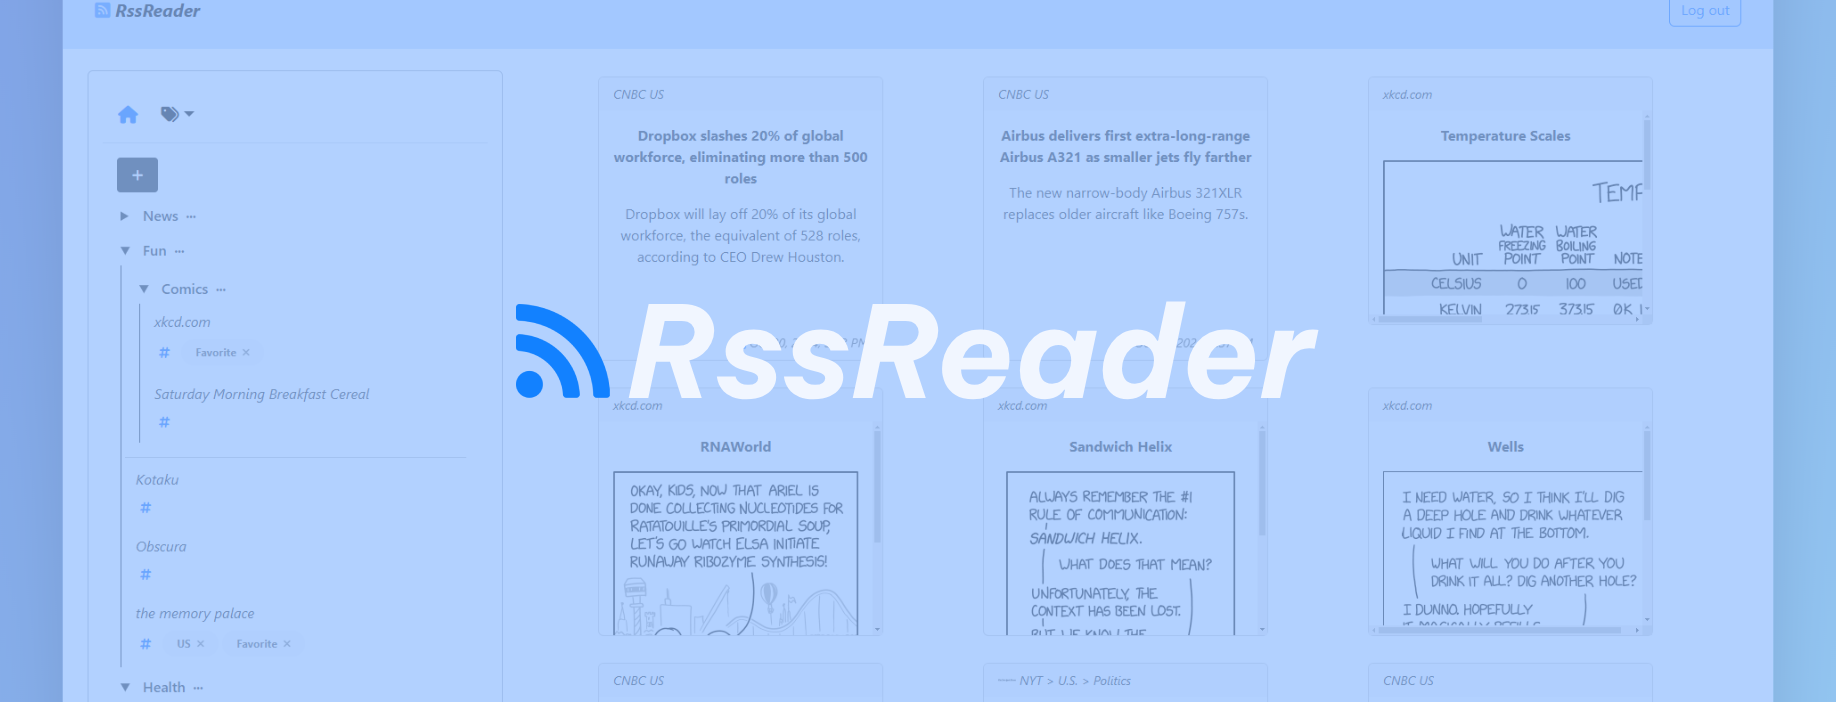 RssReader
Log out
News ...
Fun ...
Comics ...
xkcd.com
# Favorite ×
Saturday Morning Breakfast Cereal
#
Kotaku
#
Obscura
#
the memory palace
# US × Favorite ×
Health ...
CNBC US
Dropbox slashes 20% of global
workforce, eliminating more than 500
roles
Dropbox will lay off 20% of its global
workforce, the equivalent of 528 roles,
according to CEO Drew Houston.
CNBC US
Airbus delivers first extra-long-range
Airbus A321 as smaller jets fly farther
The new narrow-body Airbus 321XLR
replaces older aircraft like Boeing 757s.
xkcd.com
Temperature Scales
TEMP
UNIT WATER FREEZING POINT WATER BOILING POINT NOTE
CELSIUS 0 100 USED
KELVIN 273.15 373.15 0K
RssReader
xkcd.com
RNAWorld
OKAY, KIDS, NOW THAT ARIEL IS
DONE COLLECTING NUCLEOTIDES FOR
RATATOUILLE'S PRIMORDIAL SOUP,
LET'S GO WATCH ELSA INITIATE
RUNAWAY RIBOZYME SYNTHESIS!
xkcd.com
Sandwich Helix
ALWAYS REMEMBER THE #1
RULE OF COMMUNICATION:
SANDWICH HELIX.
WHAT DOES THAT MEAN?
UNFORTUNATELY, THE
CONTEXT HAS BEEN LOST.
BUT WE KNOW THE
xkcd.com
Wells
I NEED WATER, SO I THINK I'LL DIG
A DEEP HOLE AND DRINK WHATEVER
LIQUID I FIND AT THE BOTTOM.
WHAT WILL YOU DO AFTER YOU
DRINK IT ALL? DIG ANOTHER HOLE?
I DUNNO. HOPEFULLY
IT MAGICALLY REFILLS
CNBC US
NYT > U.S. > Politics
CNBC US